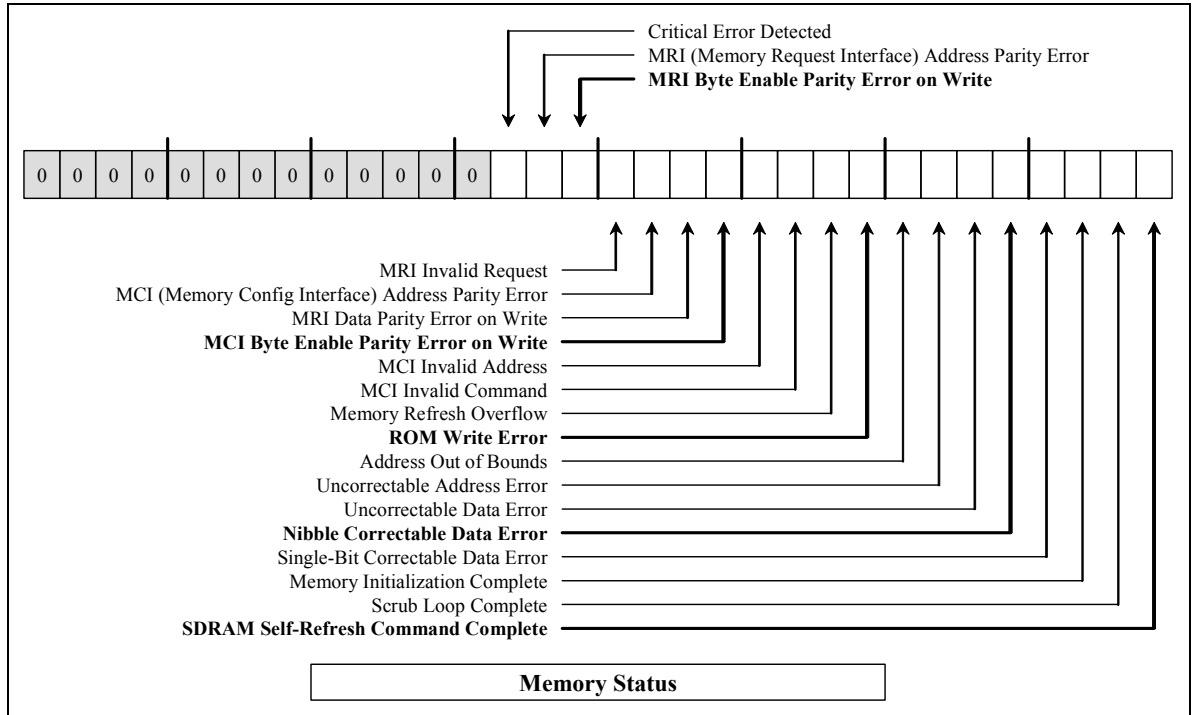 Critical Error Detected
MRI (Memory Request Interface) Address Parity Error
MRI Byte Enable Parity Error on Write
0 0 0 0 0 0 0 0 0 0 0 0 0
MRI Invalid Request
MCI (Memory Config Interface) Address Parity Error
MRI Data Parity Error on Write
MCI Byte Enable Parity Error on Write
MCI Invalid Address
MCI Invalid Command
Memory Refresh Overflow
ROM Write Error
Address Out of Bounds
Uncorrectable Address Error
Uncorrectable Data Error
Nibble Correctable Data Error
Single-Bit Correctable Data Error
Memory Initialization Complete
Scrub Loop Complete
SDRAM Self-Refresh Command Complete
Memory Status